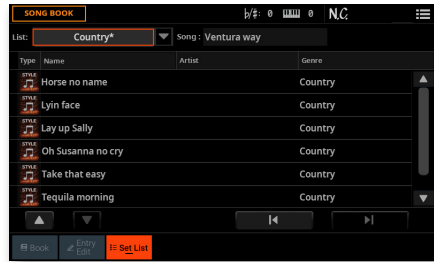 SONG BOOK ♭/♯: 0 0 N.C.
List: Country* Song : Ventura way
Type Name Artist Genre
STYLE Horse no name Country
STYLE Lyin face Country
STYLE Lay up Sally Country
STYLE Oh Susanna no cry Country
STYLE Take that easy Country
STYLE Tequila morning Country
Book Entry Edit Set List